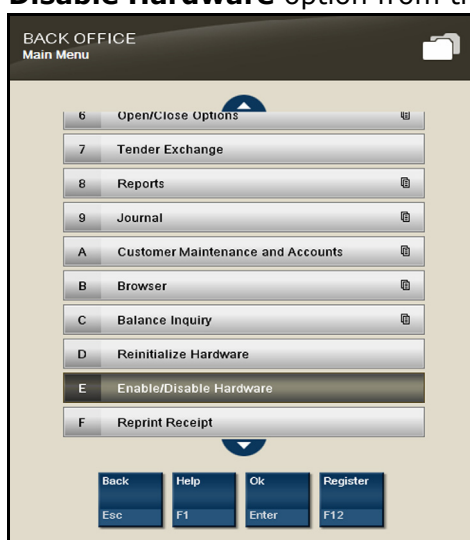 Disable Hardware option from th
BACK OFFICE
Main Menu
6 Open/Close Options
7 Tender Exchange
8 Reports
9 Journal
A Customer Maintenance and Accounts
B Browser
C Balance Inquiry
D Reinitialize Hardware
E Enable/Disable Hardware
F Reprint Receipt
Back Help Ok Register
Esc F1 Enter F12